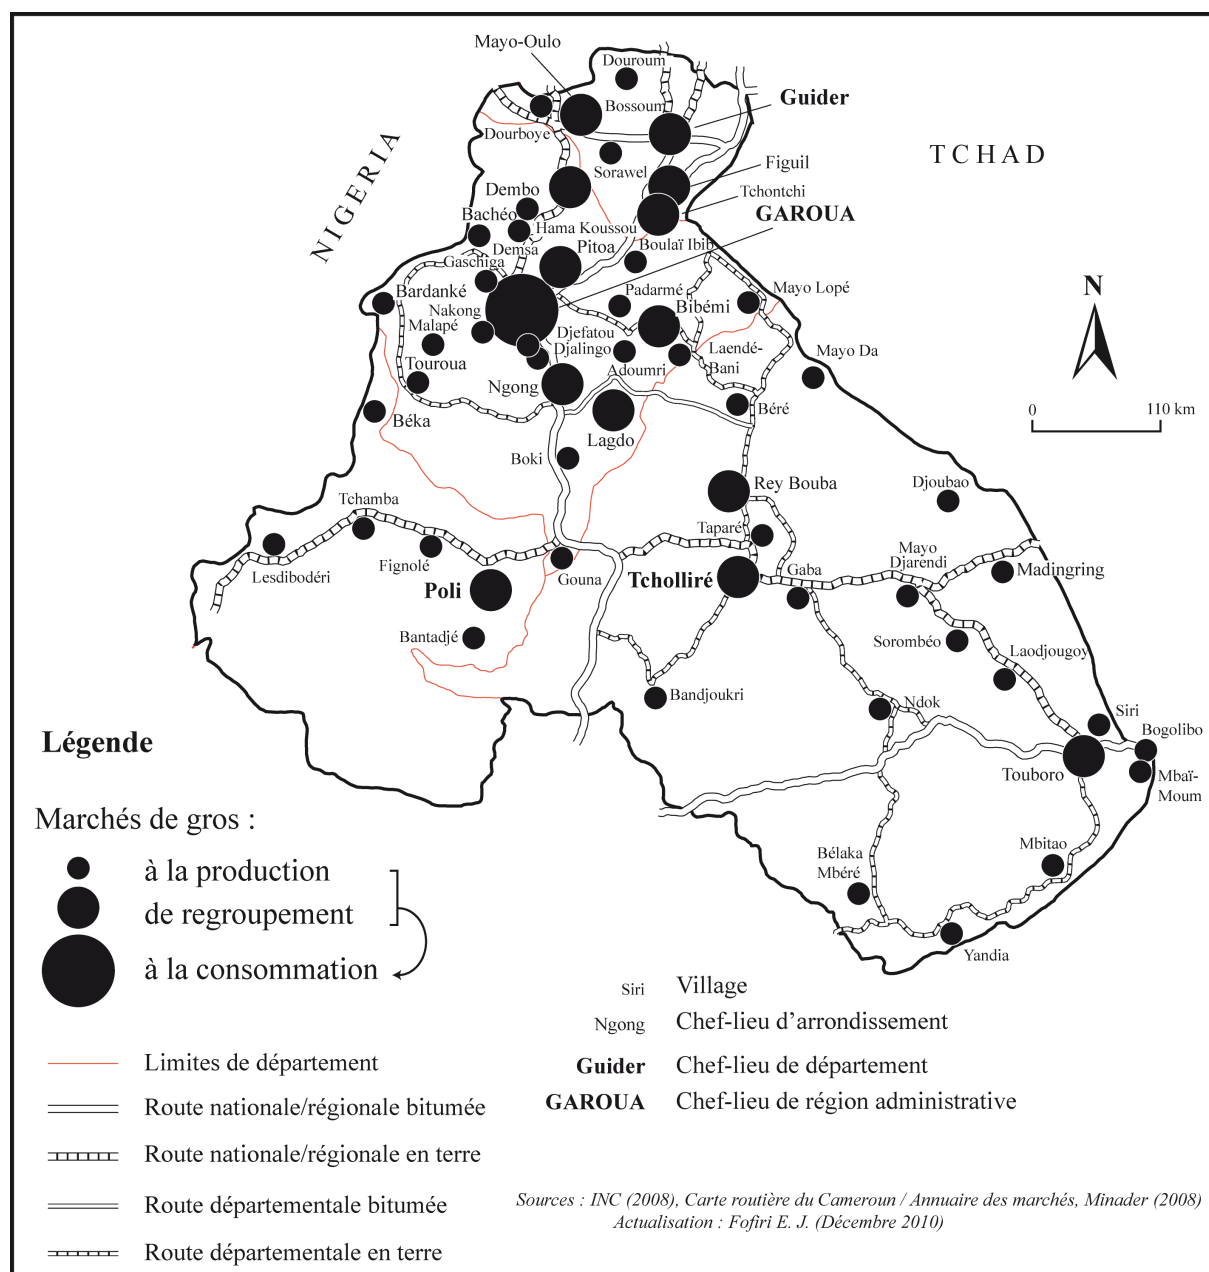 Mayo-Oulo
Douroum
Bossoum
Guider
Dourboye
NIGERIA
TCHAD
Sorawel
Figuil
Dembo
Tchontchi
Bachéo
GAROUA
Hama Koussou
Demsa
Pitoa
Boulaï Ibib
Gaschiga
Bardanké
Padarmé
Mayo Lopé
Nakong
Bibémi
Malapé
Djefatou
Djalingo
Laendé-
Bani
Mayo Da
Touroua
Adoumri
Ngong
N
Béka
Lagdo
Béré
0
110 km
Boki
Rey Bouba
Djoubao
Tchamba
Taparé
Lesdibodéri
Fignolé
Gouna
Tcholliré
Gaba
Mayo
Djarendi
Madingring
Poli
Bantadjé
Sorombéo
Laodjougoy
Bandjoukri
Ndok
Siri
Bogolibo
Touboro
Mbaï-
Moum
Mbitao
Bélaka
Mbéré
Yandia
Légende
Marchés de gros :
à la production
de regroupement
à la consommation
Limites de département
Route nationale/régionale bitumée
Route nationale/régionale en terre
Route départementale bitumée
Route départementale en terre
Siri Village
Ngong Chef-lieu d’arrondissement
Guider Chef-lieu de département
GAROUA Chef-lieu de région administrative
Sources : INC (2008), Carte routière du Cameroun / Annuaire des marchés, Minader (2008)
Actualisation : Fofiri E. J. (Décembre 2010)